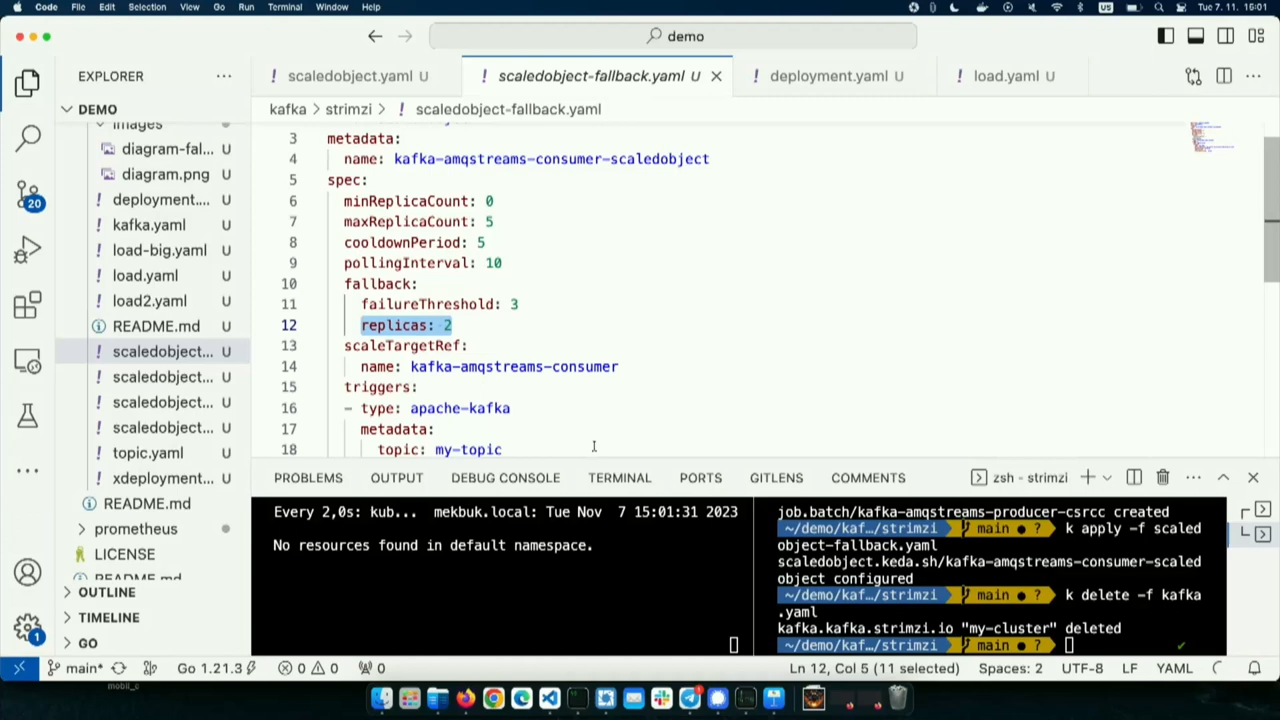 Code File Edit Selection View Go Run Terminal Window Help US Tue 7. 11. 16:01
demo
EXPLORER
scaledobject.yaml U
scaledobject-fallback.yaml U
deployment.yaml U
load.yaml U
DEMO
kafka > strimzi > ! scaledobject-fallback.yaml
images
diagram-fal... U
diagram.png U
! deployment.... U
! kafka.yaml U
! load-big.yaml U
! load.yaml U
! load2.yaml U
README.md U
! scaledobject... U
! scaledobject... U
! scaledobject... U
! scaledobject... U
! topic.yaml U
! xdeployment... U
README.md
prometheus
LICENSE
README.md
OUTLINE
TIMELINE
GO
20
1
3 metadata:
4 name: kafka-amqstreams-consumer-scaledobject
5 spec:
6 minReplicaCount: 0
7 maxReplicaCount: 5
8 cooldownPeriod: 5
9 pollingInterval: 10
10 fallback:
11 failureThreshold: 3
12 replicas: 2
13 scaleTargetRef:
14 name: kafka-amqstreams-consumer
15 triggers:
16 - type: apache-kafka
17 metadata:
18 topic: my-topic
PROBLEMS OUTPUT DEBUG CONSOLE TERMINAL PORTS GITLENS COMMENTS zsh - strimzi
Every 2,0s: kub... mekbuk.local: Tue Nov 7 15:01:31 2023
No resources found in default namespace.
job.batch/kafka-amqstreams-producer-csrcc created
~/demo/kaf…/strimzi main ● ? k apply -f scaled
object-fallback.yaml
scaledobject.keda.sh/kafka-amqstreams-consumer-scaled
object configured
~/demo/kaf…/strimzi main ● ? k delete -f kafka
.yaml
kafka.kafka.strimzi.io "my-cluster" deleted
~/demo/kaf…/strimzi main ● ?
main* Go 1.21.3 0 0 0 Ln 12, Col 5 (11 selected) Spaces: 2 UTF-8 LF YAML
mobil_c